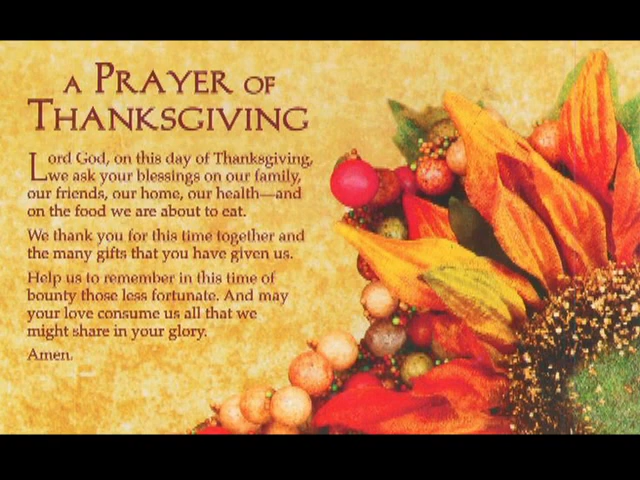 A PRAYER OF
THANKSGIVING
Lord God, on this day of Thanksgiving,
we ask your blessings on our family,
our friends, our home, our health—and
on the food we are about to eat.
We thank you for this time together and
the many gifts that you have given us.
Help us to remember in this time of
bounty those less fortunate. And may
your love consume us all that we
might share in your glory.
Amen.